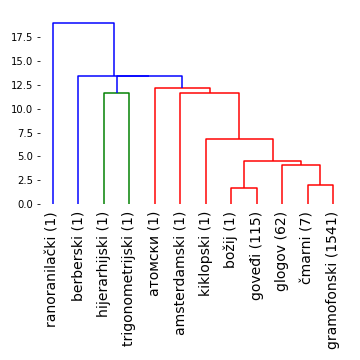 17.5
15.0
12.5
10.0
7.5
5.0
2.5
0.0
ranoranilački (1)
berberski (1)
hijerarhijski (1)
trigonometrijski (1)
атомски (1)
amsterdamski (1)
kiklopski (1)
božij (1)
goveđi (115)
glogov (62)
čmarni (7)
gramofonski (1541)